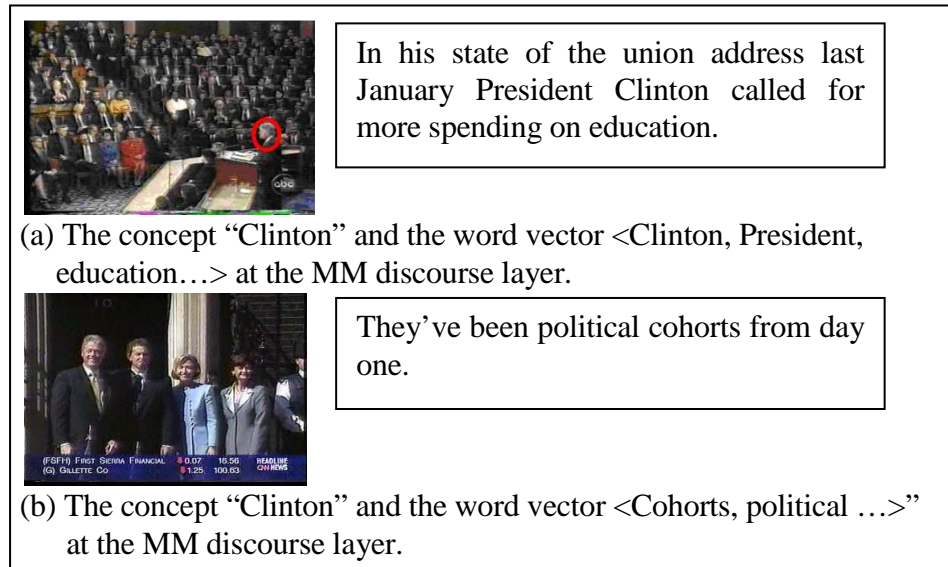 In his state of the union address last
January President Clinton called for
more spending on education.
abc
(a) The concept “Clinton” and the word vector <Clinton, President,
education…> at the MM discourse layer.
They’ve been political cohorts from day
one.
10
(FSFH) First Sierra Financial 0.07 16.56
(G) Gillette Co 1.25 100.63
HEADLINE
CNN NEWS
(b) The concept “Clinton” and the word vector <Cohorts, political …>”
at the MM discourse layer.